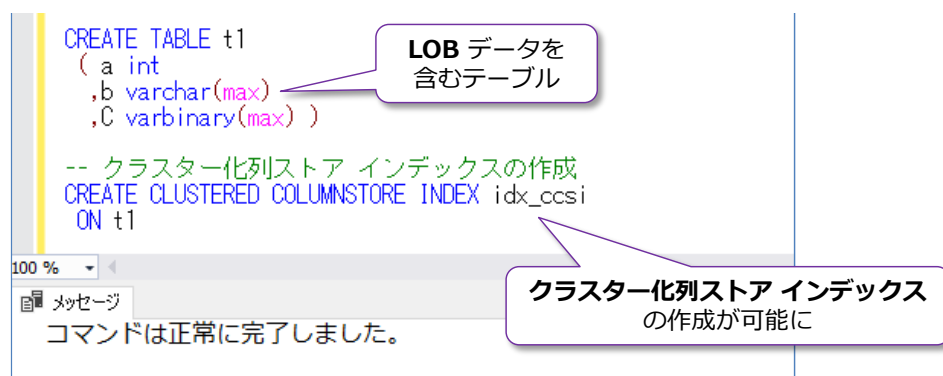 CREATE TABLE t1
( a int
,b varchar(max)
,C varbinary(max) )
LOB データを
含むテーブル
-- クラスター化列ストア インデックスの作成
CREATE CLUSTERED COLUMNSTORE INDEX idx_ccsi
ON t1
100 %
クラスター化列ストア インデックス
の作成が可能に
メッセージ
コマンドは正常に完了しました。